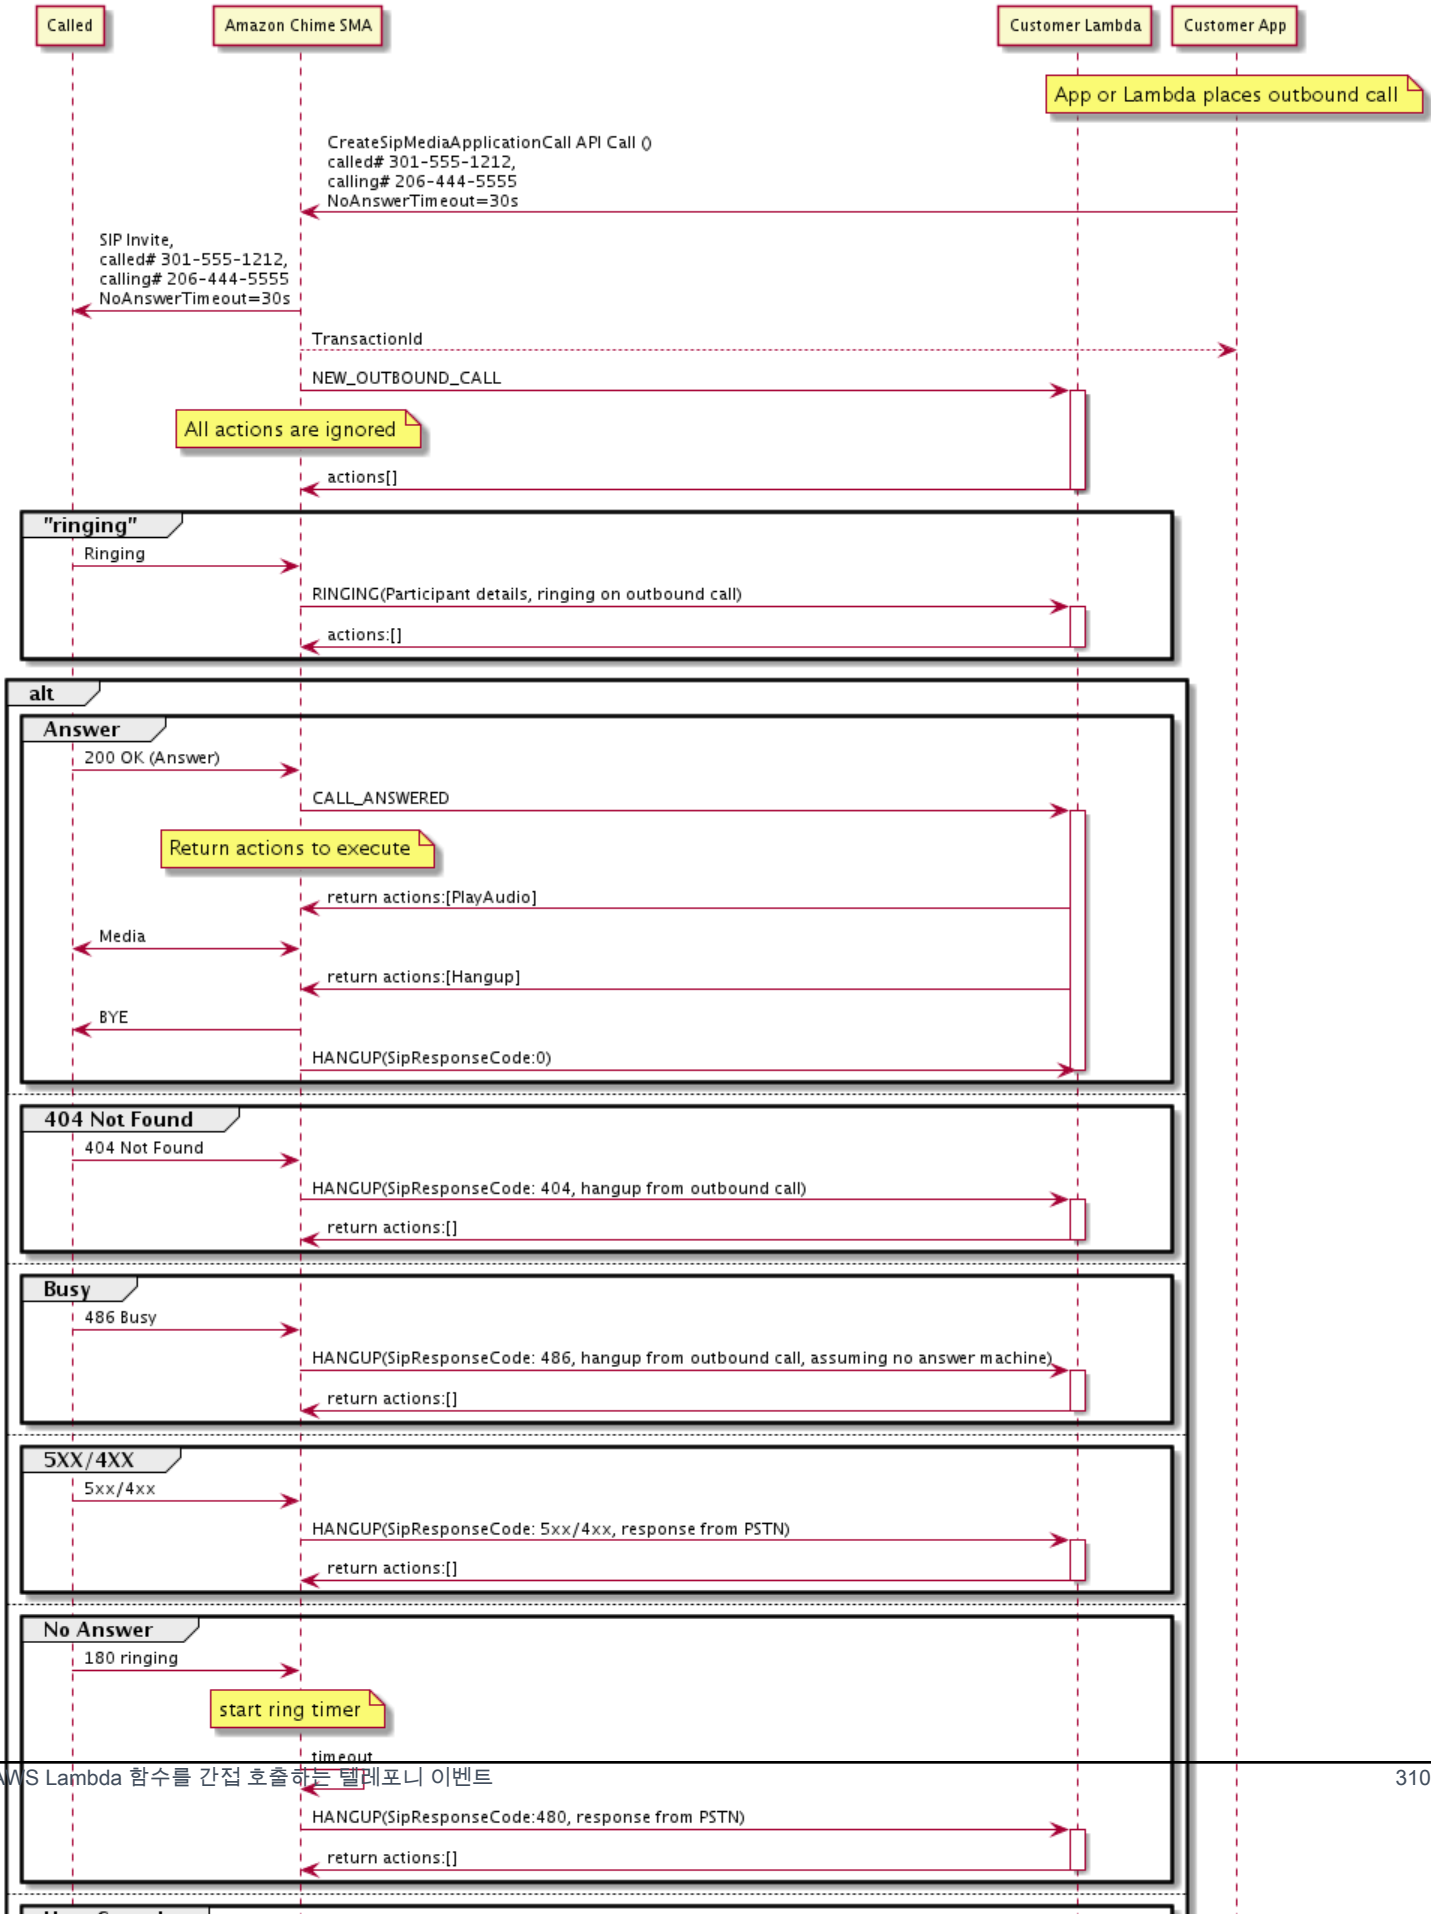 Called
Amazon Chime SMA
Customer Lambda
Customer App
App or Lambda places outbound call
CreateSipMediaApplicationCall API Call ()
called# 301-555-1212,
calling# 206-444-5555
NoAnswerTimeout=30s
SIP Invite,
called# 301-555-1212,
calling# 206-444-5555
NoAnswerTimeout=30s
TransactionId
NEW_OUTBOUND_CALL
All actions are ignored
actions[]
"ringing"
Ringing
RINGING(Participant details, ringing on outbound call)
actions:[]
alt
Answer
200 OK (Answer)
CALL_ANSWERED
Return actions to execute
return actions:[PlayAudio]
Media
return actions:[Hangup]
BYE
HANGUP(SipResponseCode:0)
404 Not Found
404 Not Found
HANGUP(SipResponseCode: 404, hangup from outbound call)
return actions:[]
Busy
486 Busy
HANGUP(SipResponseCode: 486, hangup from outbound call, assuming no answer machine)
return actions:[]
5XX/4XX
5xx/4xx
HANGUP(SipResponseCode: 5xx/4xx, response from PSTN)
return actions:[]
No Answer
180 ringing
start ring timer
timeout
AWS Lambda 함수를 간접 호출하는 텔레포니 이벤트
310
HANGUP(SipResponseCode:480, response from PSTN)
return actions:[]